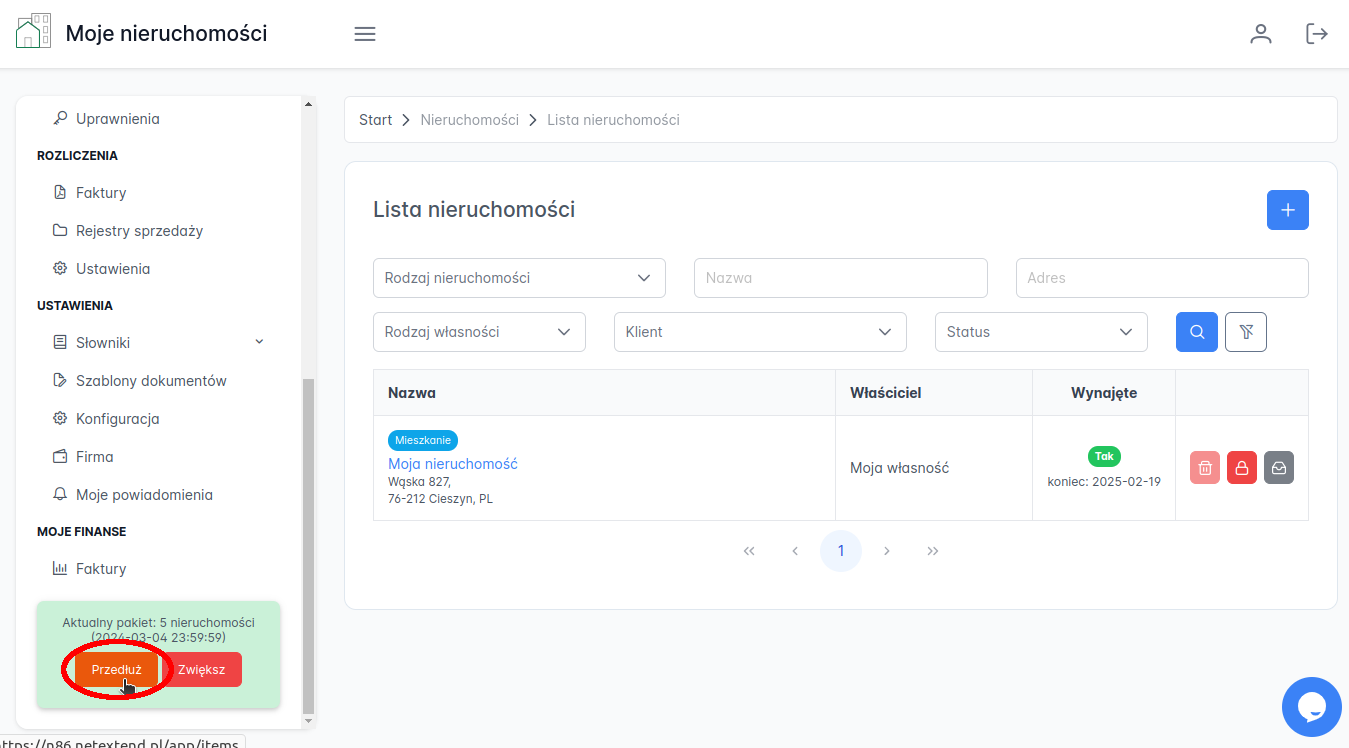 Moje nieruchomości
Uprawnienia
ROZLICZENIA
Faktury
Rejestry sprzedaży
Ustawienia
USTAWIENIA
Słowniki
Szablony dokumentów
Konfiguracja
Firma
Moje powiadomienia
MOJE FINANSE
Faktury
Aktualny pakiet: 5 nieruchomości
(2024-03-04 23:59:59)
Przedłuż Zwiększ
Start > Nieruchomości > Lista nieruchomości
Lista nieruchomości
Rodzaj nieruchomości Nazwa Adres
Rodzaj własności Klient Status
Nazwa Właściciel Wynajęte
Mieszkanie
Moja nieruchomość
Wąska 827,
76-212 Cieszyn, PL
Moja własność
Tak
koniec: 2025-02-19
1
ttps://n86.netextend.pl/app/items